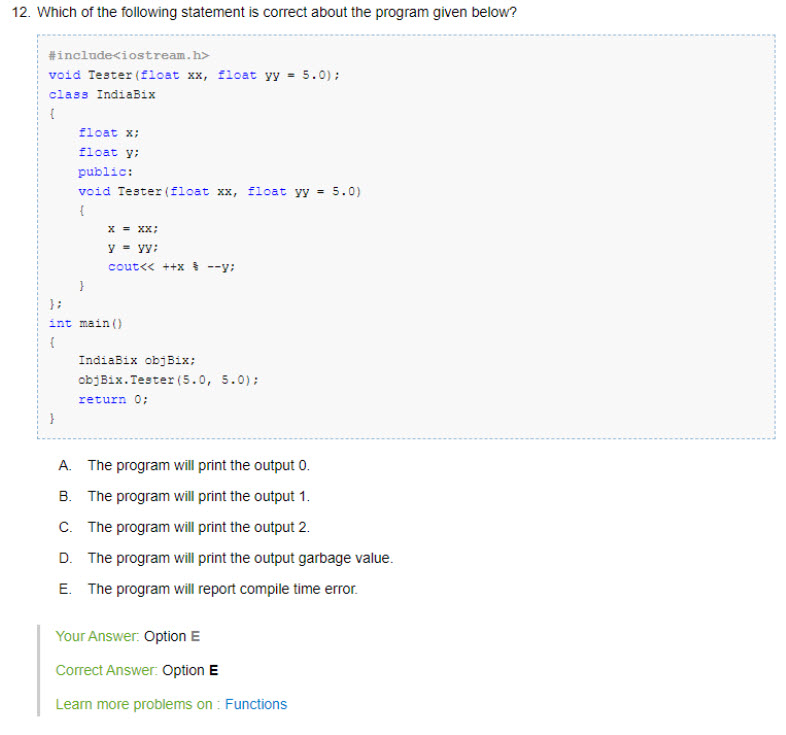 12. Which of the following statement is correct about the program given below?
#include<iostream.h>
void Tester(float xx, float yy = 5.0);
class IndiaBix
{
    float x;
    float y;
    public:
    void Tester(float xx, float yy = 5.0)
    {
        x = xx;
        y = yy;
        cout<< ++x % --y;
    }
};
int main()
{
    IndiaBix objBix;
    objBix.Tester(5.0, 5.0);
    return 0;
}
A. The program will print the output 0.
B. The program will print the output 1.
C. The program will print the output 2.
D. The program will print the output garbage value.
E. The program will report compile time error.
Your Answer: Option E
Correct Answer: Option E
Learn more problems on : Functions